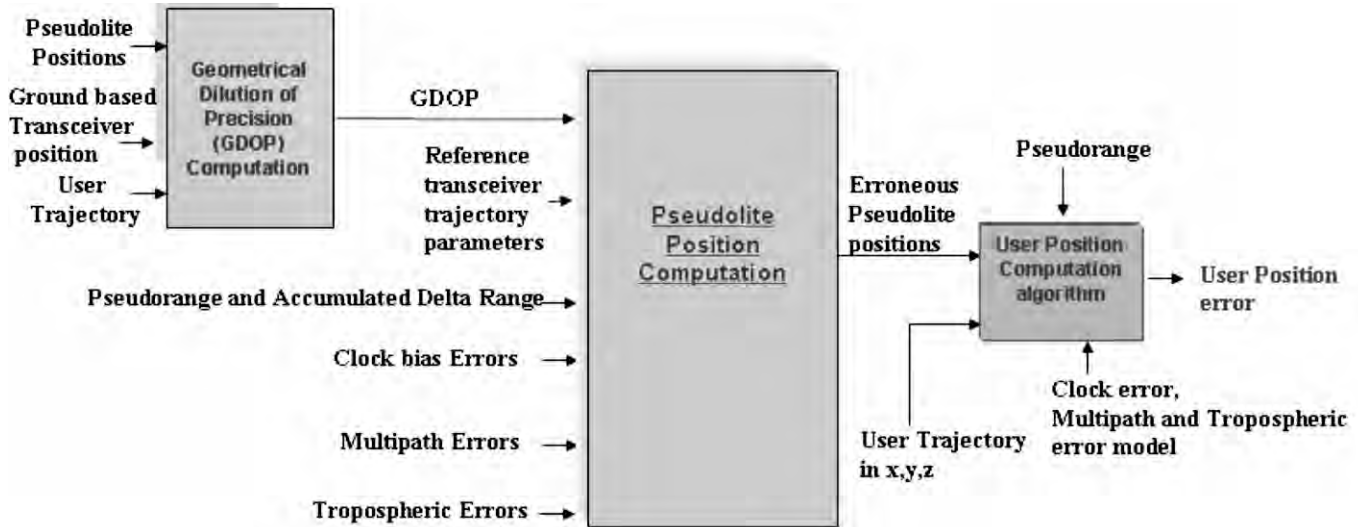 Pseudolite
Positions
Ground based
Transceiver
position
User
Trajectory
Geometrical
Dilution of
Precision
(GDOP)
Computation
GDOP
Reference
transceiver
trajectory
parameters
Pseudorange and Accumulated Delta Range
Clock bias Errors
Multipath Errors
Tropospheric Errors
Pseudolite
Position
Computation
Erroneous
Pseudolite
positions
Pseudorange
User Position
Computation
algorithm
User Position
error
User Trajectory
in x,y,z
Clock error,
Multipath and Tropospheric
error model